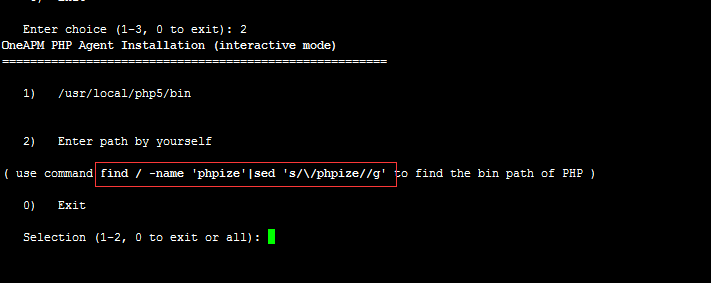 Enter choice (1-3, 0 to exit): 2
OneAPM PHP Agent Installation (interactive mode)
=======================================================
1) /usr/local/php5/bin
2) Enter path by yourself
( use command find / -name 'phpize'|sed 's/\/phpize//g' to find the bin path of PHP )
0) Exit
Selection (1-2, 0 to exit or all):